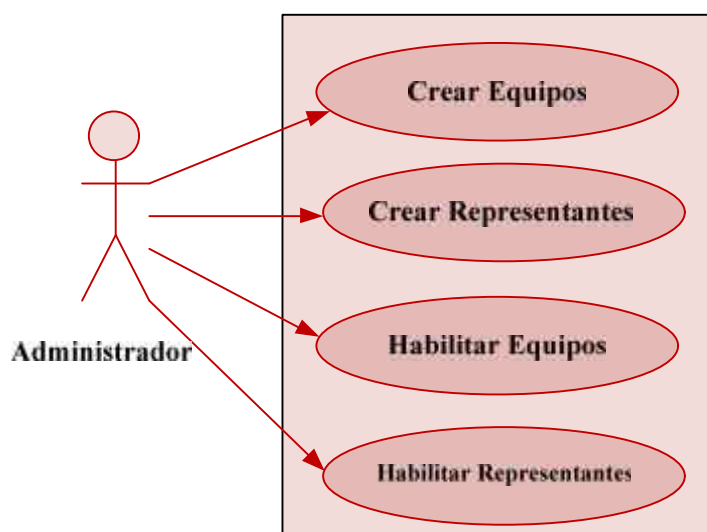 Crear Equipos
Crear Representantes
Habilitar Equipos
Administrador
Habilitar Representantes